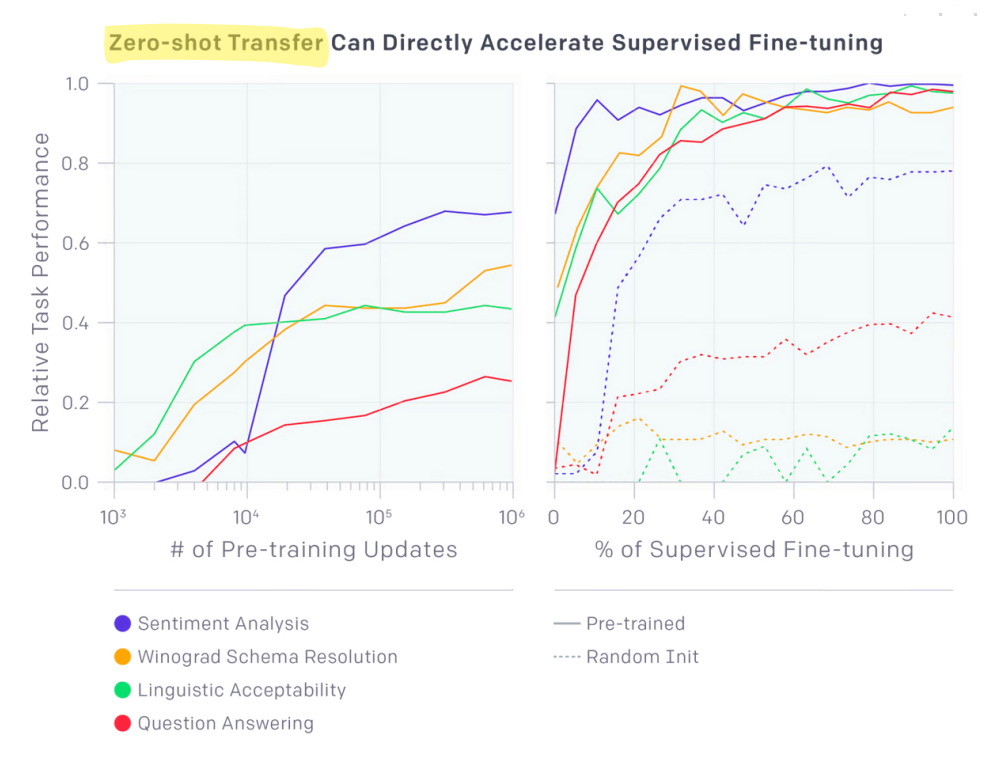 Zero-shot Transfer Can Directly Accelerate Supervised Fine-tuning
Relative Task Performance
1.0
0.8
0.6
0.4
0.2
0.0
10³ 10⁴ 10⁵ 10⁶
# of Pre-training Updates
0 20 40 60 80 100
% of Supervised Fine-tuning
Sentiment Analysis
Winograd Schema Resolution
Linguistic Acceptability
Question Answering
Pre-trained
Random Init